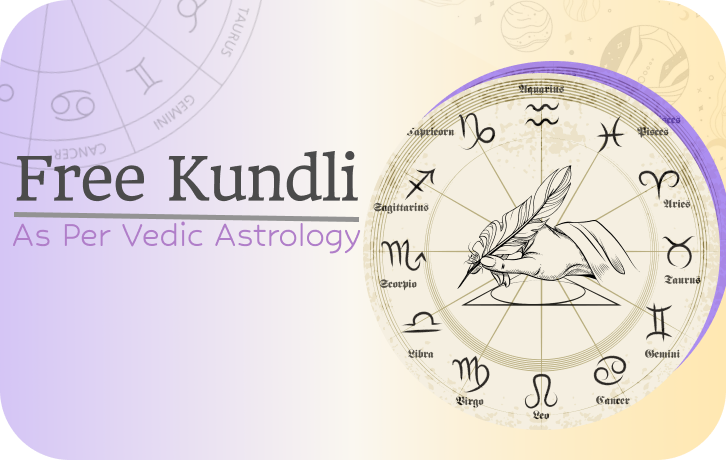 TAURUS
GEMINI
CANCER
Free Kundli
As Per Vedic Astrology
Aquarius
Pisces
Aries
Taurus
Gemini
Cancer
Leo
Virgo
Libra
Scorpio
Sagittarius
apricorn